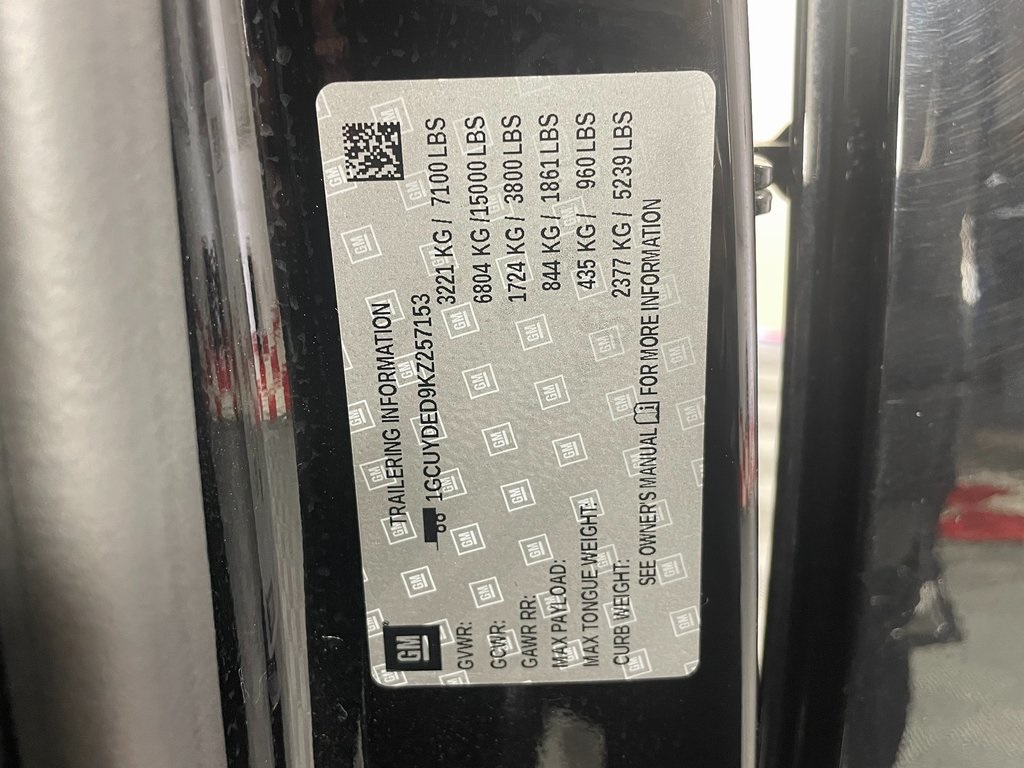 GM
TRAILERING INFORMATION
1GCUYDED9KZ257153
GVWR: 3221 KG / 7100 LBS
GCWR: 6804 KG /15000 LBS
GAWR RR: 1724 KG / 3800 LBS
MAX PAYLOAD: 844 KG / 1861 LBS
MAX TONGUE WEIGHT: 435 KG / 960 LBS
CURB WEIGHT: 2377 KG / 5239 LBS
SEE OWNER'S MANUAL FOR MORE INFORMATION